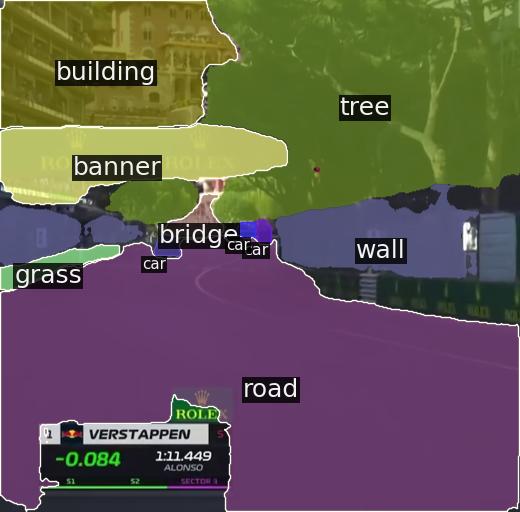 building
tree
ROLEX
banner
bridge
car
car
wall
car
grass
road
ROLEX
1 VERSTAPPEN
-0.084 1:11.449
ALONSO
S1 S2 SECTOR 3